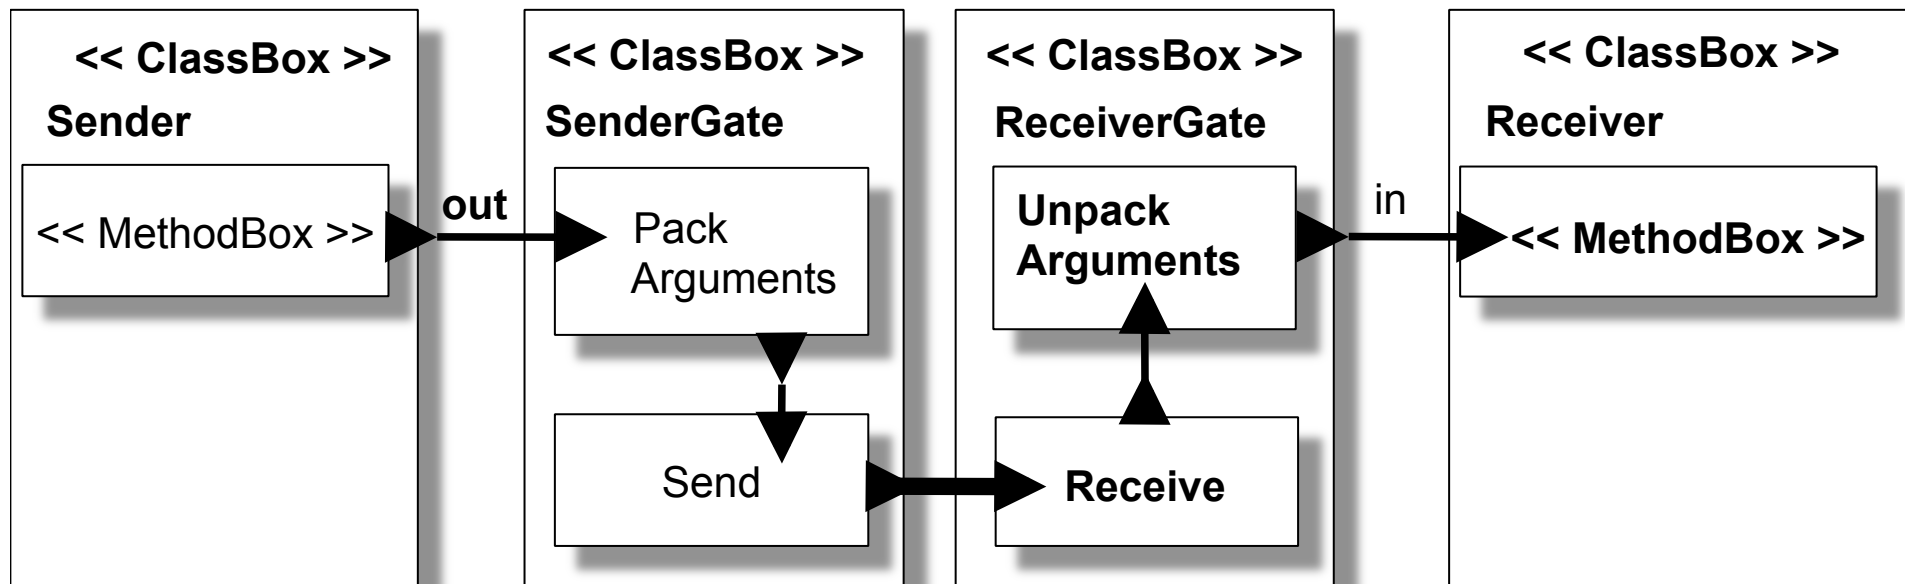 << ClassBox >>
Sender
<< MethodBox >>
out
<< ClassBox >>
SenderGate
Pack
Arguments
Send
<< ClassBox >>
ReceiverGate
Unpack
Arguments
Receive
in
<< ClassBox >>
Receiver
<< MethodBox >>